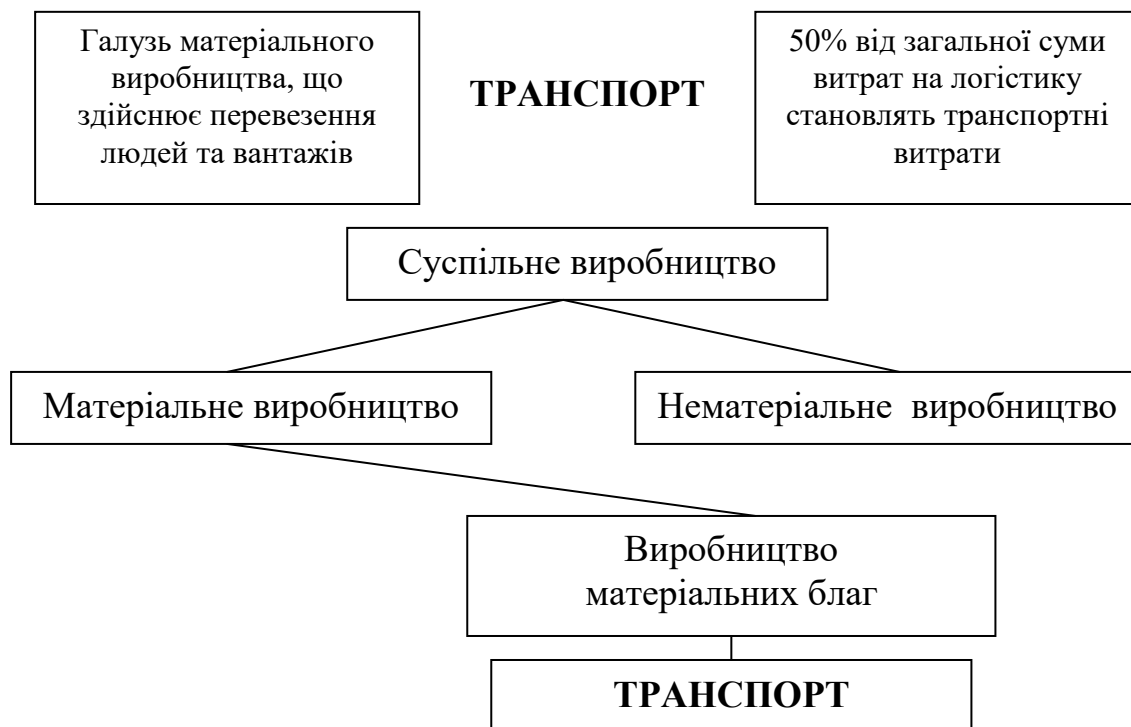 Галузь матеріального
виробництва, що
здійснює перевезення
людей та вантажів
ТРАНСПОРТ
50% від загальної суми
витрат на логістику
становлять транспортні
витрати
Суспільне виробництво
Матеріальне виробництво
Нематеріальне виробництво
Виробництво
матеріальних благ
ТРАНСПОРТ